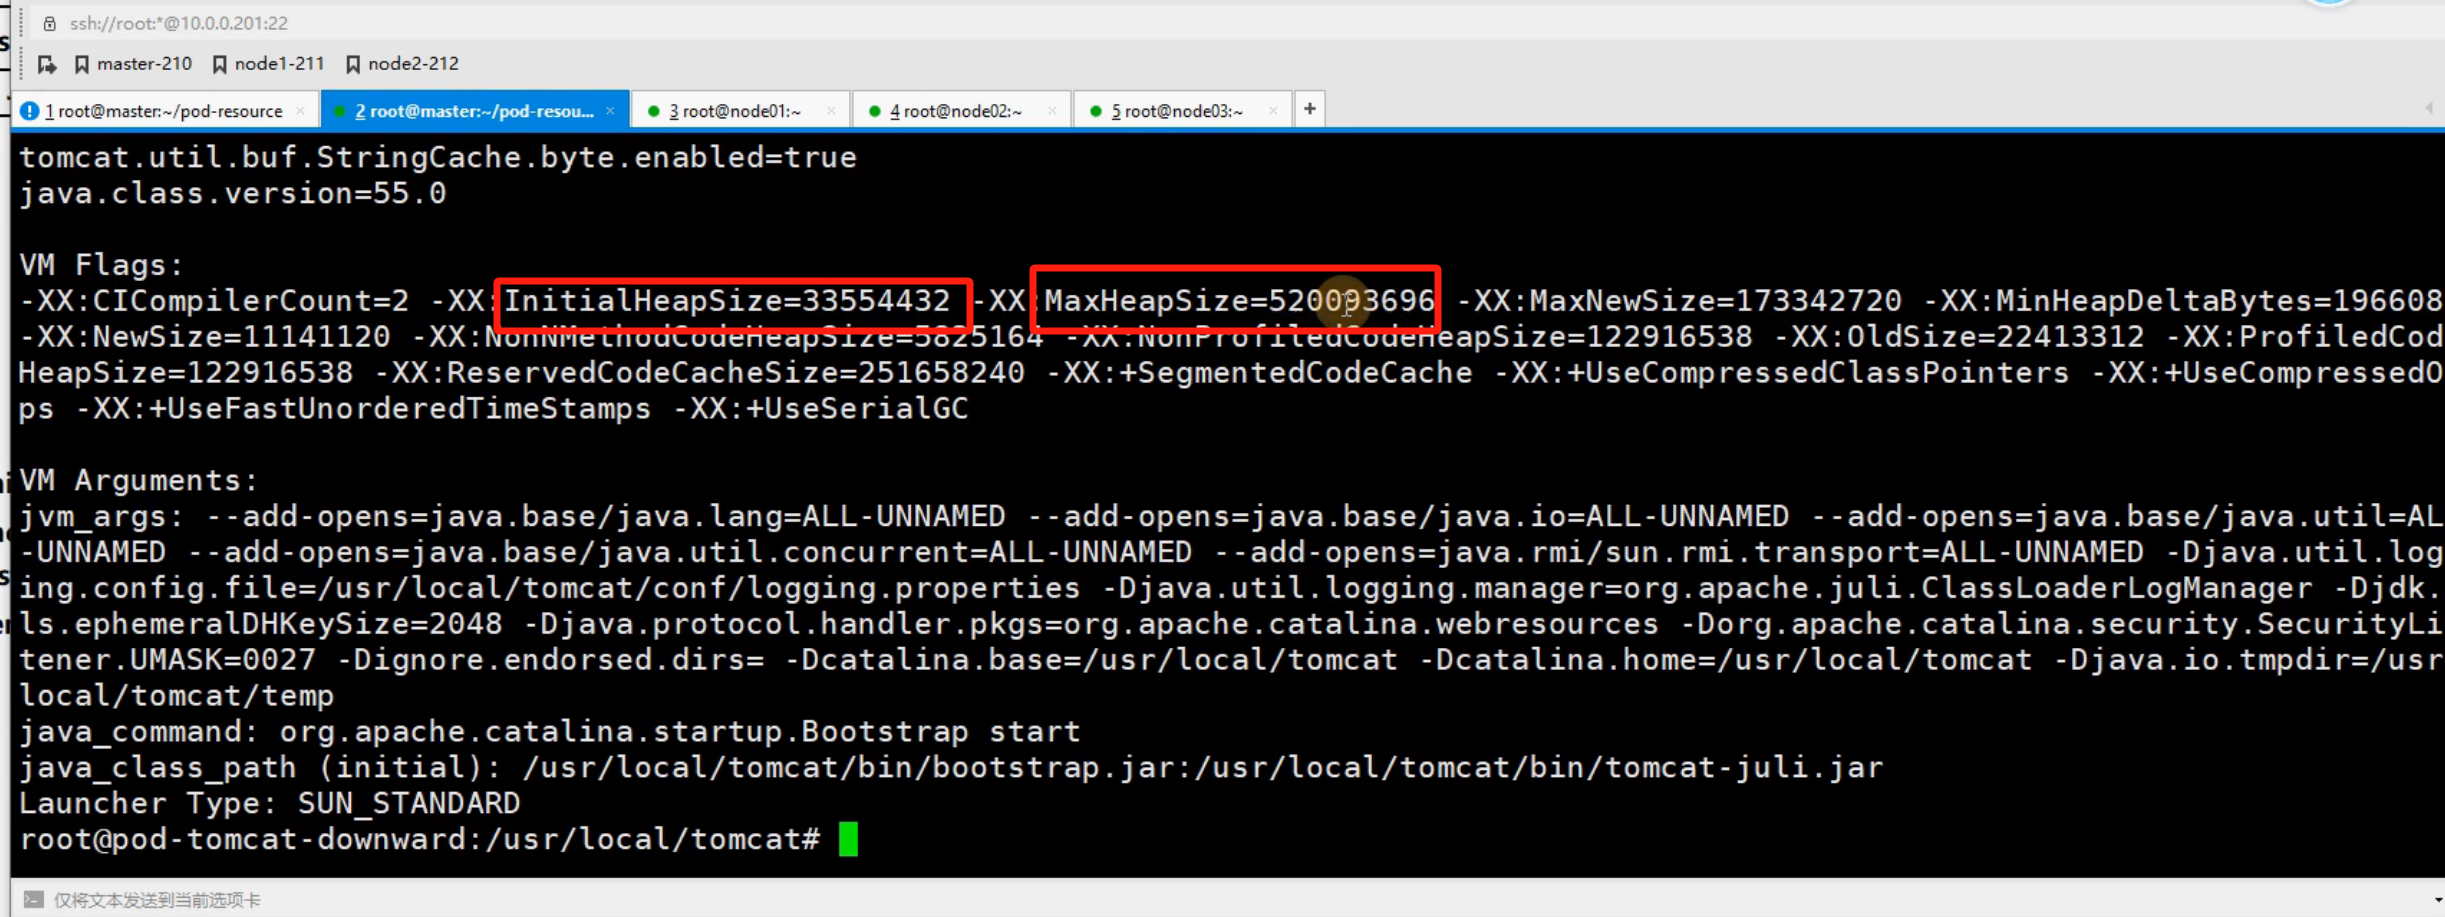 ssh://root:*@10.0.0.201:22
master-210 node1-211 node2-212
1 root@master:~/pod-resource × 2 root@master:~/pod-resou... × 3 root@node01:~ × 4 root@node02:~ × 5 root@node03:~ × +
tomcat.util.buf.StringCache.byte.enabled=true
java.class.version=55.0
VM Flags:
-XX:CICompilerCount=2 -XX:InitialHeapSize=33554432 -XX:MaxHeapSize=520093696 -XX:MaxNewSize=173342720 -XX:MinHeapDeltaBytes=196608
-XX:NewSize=11141120 -XX:NonNMethodCodeHeapSize=5825164 -XX:NonProfiledCodeHeapSize=122916538 -XX:OldSize=22413312 -XX:ProfiledCod
HeapSize=122916538 -XX:ReservedCodeCacheSize=251658240 -XX:+SegmentedCodeCache -XX:+UseCompressedClassPointers -XX:+UseCompressedO
ps -XX:+UseFastUnorderedTimeStamps -XX:+UseSerialGC
VM Arguments:
jvm_args: --add-opens=java.base/java.lang=ALL-UNNAMED --add-opens=java.base/java.io=ALL-UNNAMED --add-opens=java.base/java.util=AL
-UNNAMED --add-opens=java.base/java.util.concurrent=ALL-UNNAMED --add-opens=java.rmi/sun.rmi.transport=ALL-UNNAMED -Djava.util.log
ing.config.file=/usr/local/tomcat/conf/logging.properties -Djava.util.logging.manager=org.apache.juli.ClassLoaderLogManager -Djdk.
ls.ephemeralDHKeySize=2048 -Djava.protocol.handler.pkgs=org.apache.catalina.webresources -Dorg.apache.catalina.security.SecurityLi
tener.UMASK=0027 -Dignore.endorsed.dirs= -Dcatalina.base=/usr/local/tomcat -Dcatalina.home=/usr/local/tomcat -Djava.io.tmpdir=/usr
local/tomcat/temp
java_command: org.apache.catalina.startup.Bootstrap start
java_class_path (initial): /usr/local/tomcat/bin/bootstrap.jar:/usr/local/tomcat/bin/tomcat-juli.jar
Launcher Type: SUN_STANDARD
root@pod-tomcat-downward:/usr/local/tomcat#
仅将文本发送到当前选项卡